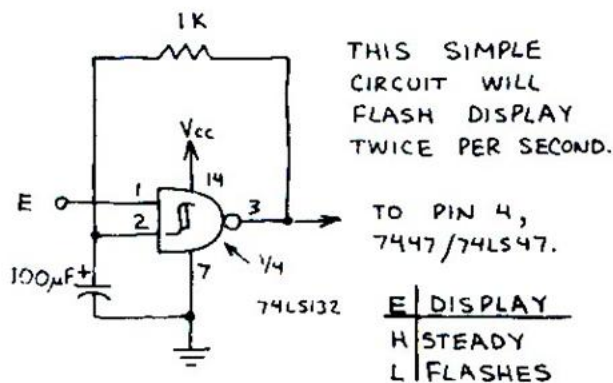 1K
THIS SIMPLE
CIRCUIT WILL
FLASH DISPLAY
TWICE PER SECOND.
Vcc
14
E
1
2
3
TO PIN 4,
7447/74LS47.
7
1/4
100µF+
74LS132
E DISPLAY
H STEADY
L FLASHES